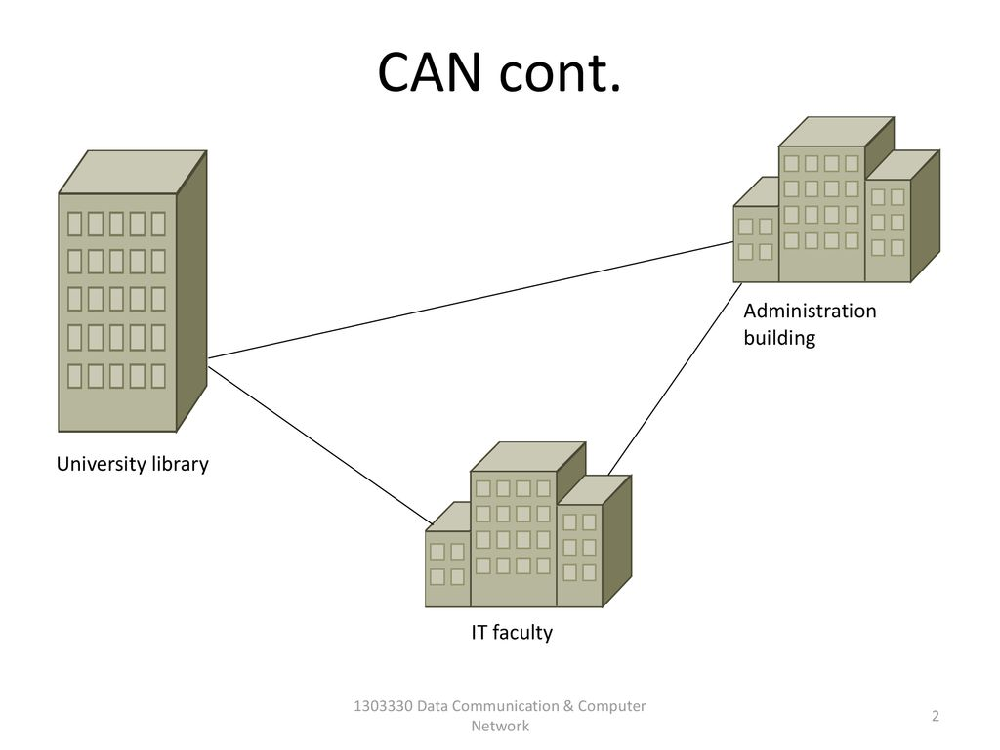 CAN cont.
Administration
building
University library
IT faculty
1303330 Data Communication & Computer
Network
2